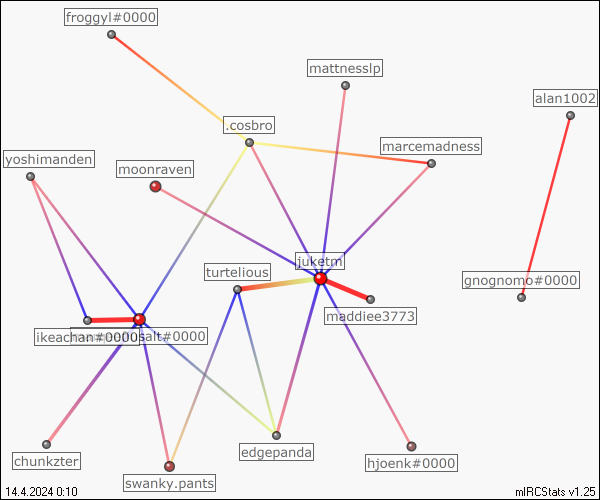 froggyl#0000
mattnesslp
alan1002
.cosbro
marcemadness
yoshimanden
moonraven
juketm
turtelious
gnognomo#0000
maddiee3773
ikeachan#0000
salt#0000
edgepanda
chunkzter
hjoenk#0000
swanky.pants
14.4.2024 0:10
mIRCStats v1.25